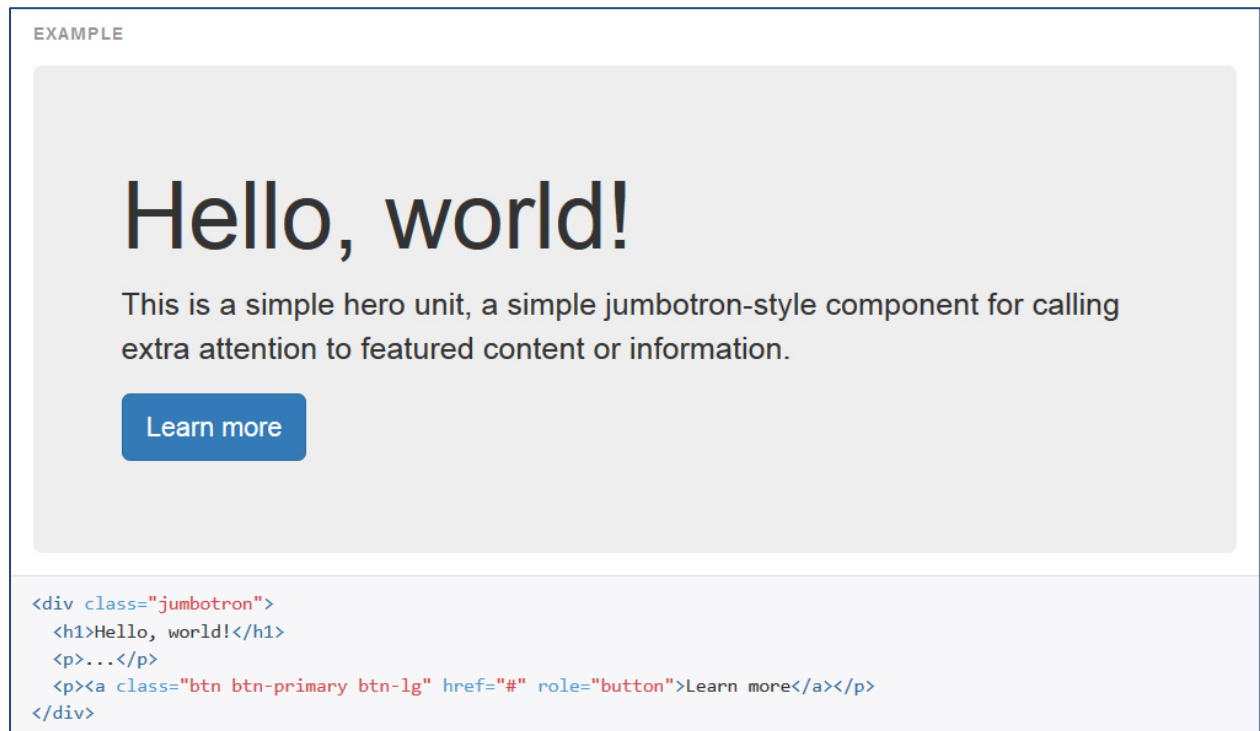 EXAMPLE
Hello, world!
This is a simple hero unit, a simple jumbotron-style component for calling
extra attention to featured content or information.
Learn more
<div class="jumbotron">
  <h1>Hello, world!</h1>
  <p>...</p>
  <p><a class="btn btn-primary btn-lg" href="#" role="button">Learn more</a></p>
</div>